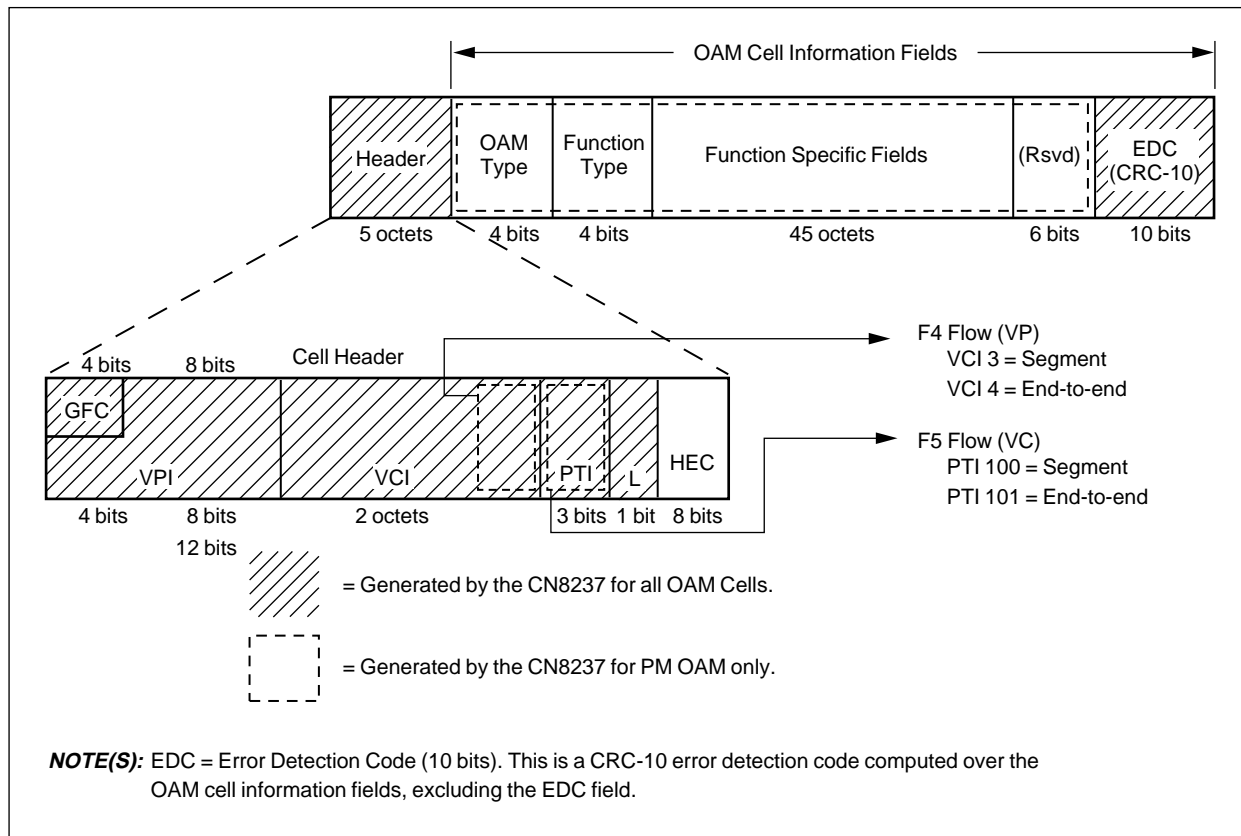 OAM Cell Information Fields
Header
OAM Type
Function Type
Function Specific Fields
(Rsvd)
EDC (CRC-10)
5 octets
4 bits
4 bits
45 octets
6 bits
10 bits
4 bits
8 bits
Cell Header
GFC
VPI
VCI
PTI
L
HEC
4 bits
8 bits
2 octets
3 bits
1 bit
8 bits
12 bits
F4 Flow (VP)
VCI 3 = Segment
VCI 4 = End-to-end
F5 Flow (VC)
PTI 100 = Segment
PTI 101 = End-to-end
= Generated by the CN8237 for all OAM Cells.
= Generated by the CN8237 for PM OAM only.
NOTE(S): EDC = Error Detection Code (10 bits). This is a CRC-10 error detection code computed over the
OAM cell information fields, excluding the EDC field.